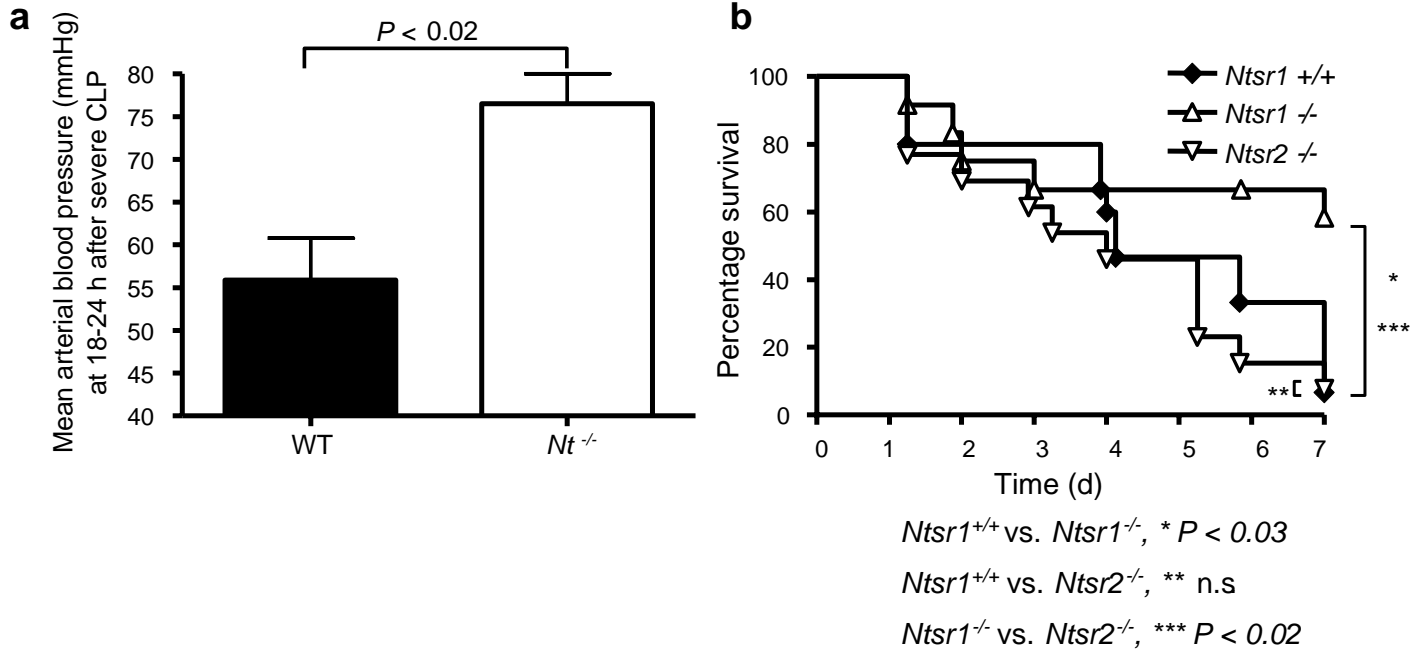 a
Mean arterial blood pressure (mmHg)
at 18-24 h after severe CLP
P < 0.02
80
75
70
65
60
55
50
45
40
WT
Nt -/-
b
Percentage survival
100
80
60
40
20
0
Ntsr1 +/+
Ntsr1 -/-
Ntsr2 -/-
*
***
**
0 1 2 3 4 5 6 7
Time (d)
Ntsr1+/+ vs. Ntsr1-/-, * P < 0.03
Ntsr1+/+ vs. Ntsr2-/-, ** n.s
Ntsr1-/- vs. Ntsr2-/-, *** P < 0.02